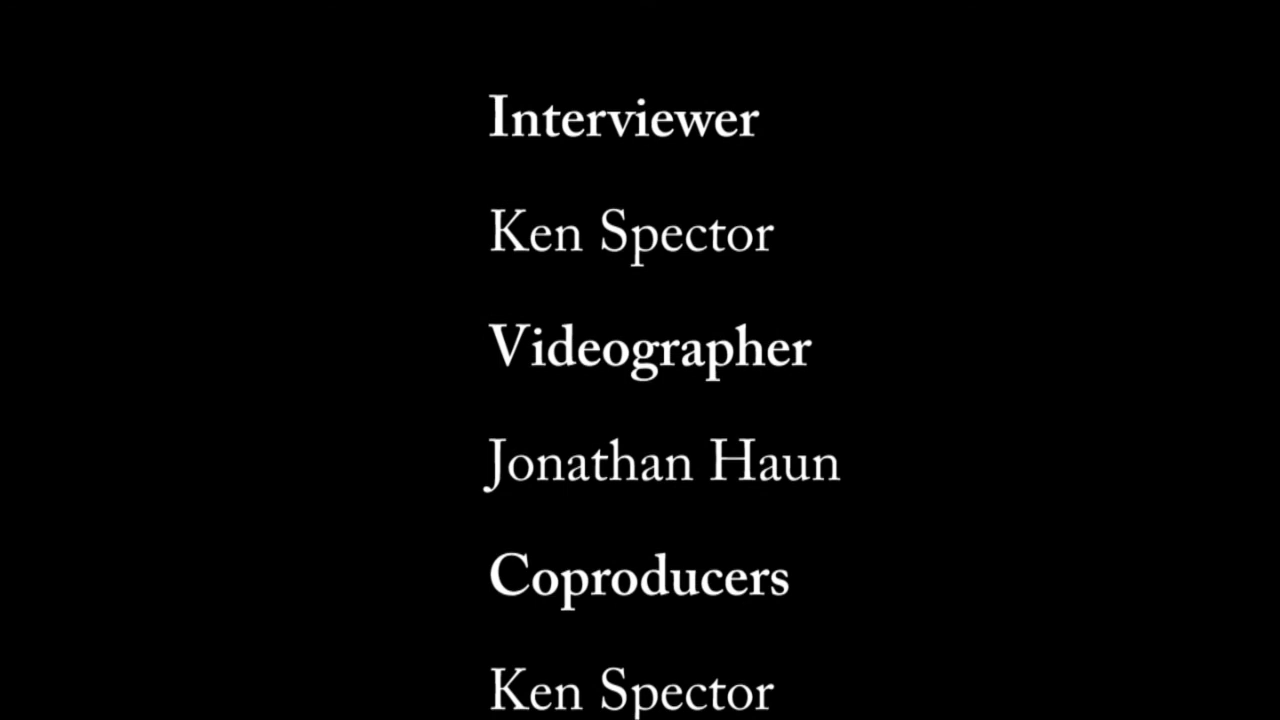 Interviewer
Ken Spector
Videographer
Jonathan Haun
Coproducers
Ken Spector